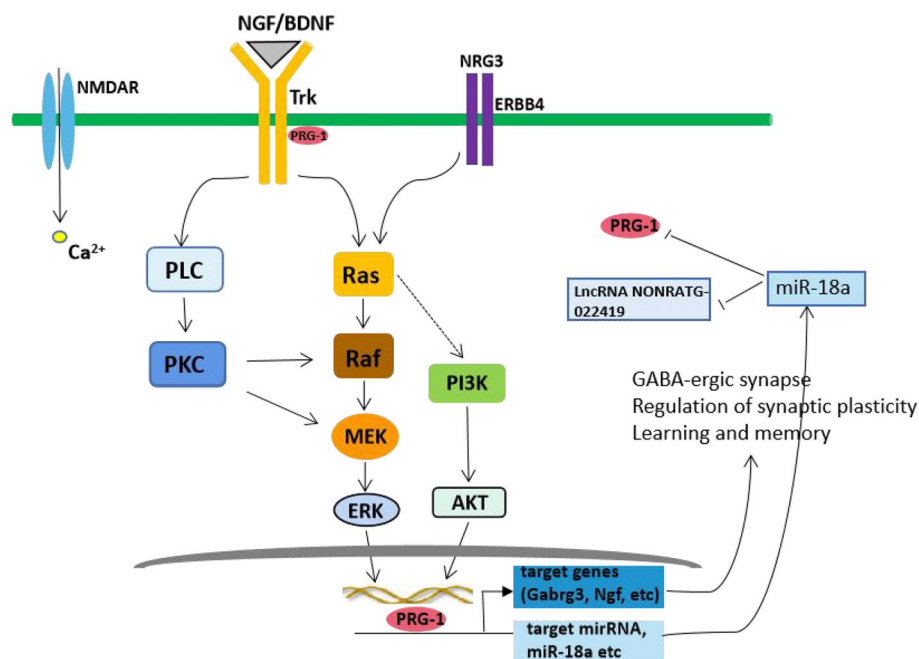 NGF/BDNF
NRG3
NMDAR
Trk
ERBB4
PRG-1
Ca²⁺
PLC
Ras
PRG-1
miR-18a
LncRNA NONRATG-
022419
PKC
Raf
PI3K
GABA-ergic synapse
Regulation of synaptic plasticity
Learning and memory
MEK
ERK
AKT
target genes
(Gabrg3, Ngf, etc)
PRG-1
target mirRNA,
miR-18a etc